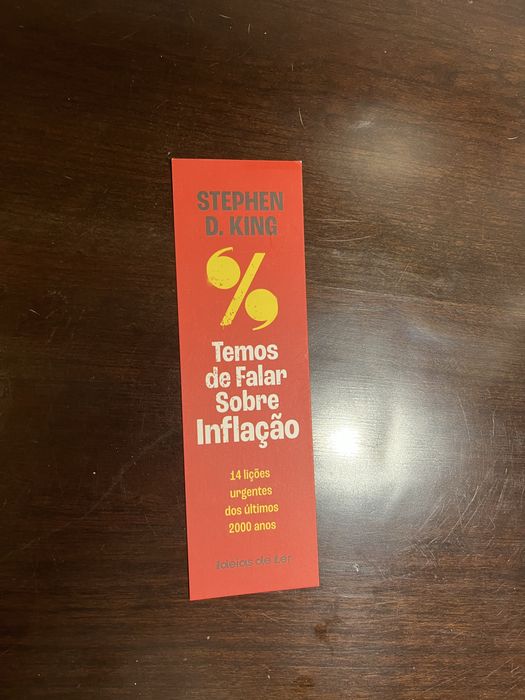 STEPHEN
D. KING
%
Temos
de Falar
Sobre
Inflação
14 lições
urgentes
dos últimos
2000 anos
ideias de ler